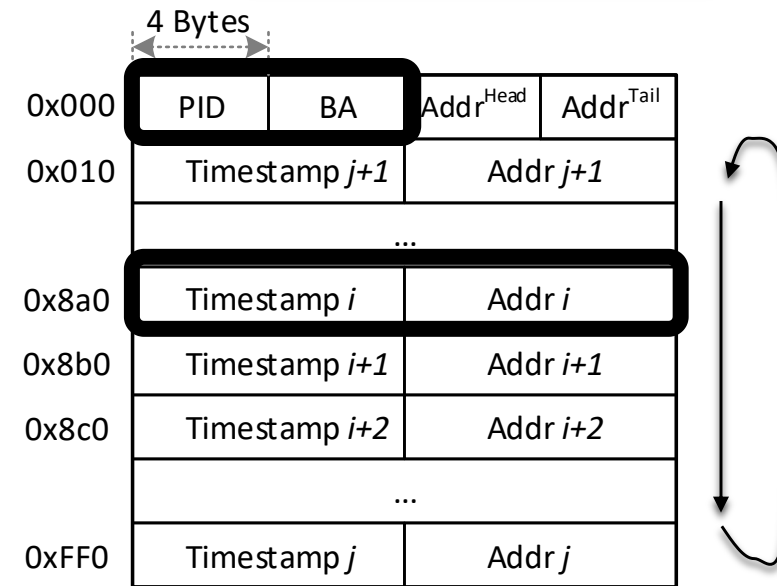 4 Bytes
0x000 PID BA Addr^Head Addr^Tail
0x010 Timestamp j+1 Addr j+1
...
0x8a0 Timestamp i Addr i
0x8b0 Timestamp i+1 Addr i+1
0x8c0 Timestamp i+2 Addr i+2
...
0xFF0 Timestamp j Addr j